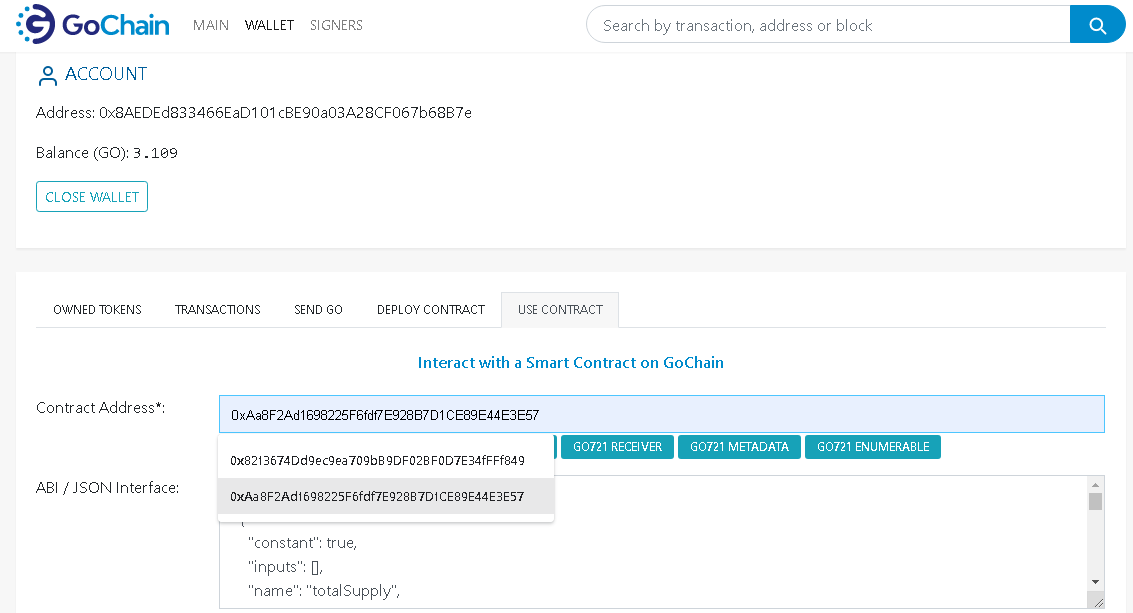 GoChain MAIN WALLET SIGNERS Search by transaction, address or block
ACCOUNT
Address: 0x8AEDEd833466EaD101cBE90a03A28CF067b68B7e
Balance (GO): 3.109
CLOSE WALLET
OWNED TOKENS TRANSACTIONS SEND GO DEPLOY CONTRACT USE CONTRACT
Interact with a Smart Contract on GoChain
Contract Address*: 0xAa8F2Ad1698225F6fdf7E928B7D1CE89E44E3E57
GO721 RECEIVER GO721 METADATA GO721 ENUMERABLE
0x8213674Dd9ec9ea709bB9DF02BF0D7E34fFFf849
ABI / JSON Interface:
0xAa8F2Ad1698225F6fdf7E928B7D1CE89E44E3E57
{
"constant": true,
"inputs": [],
"name": "totalSupply",